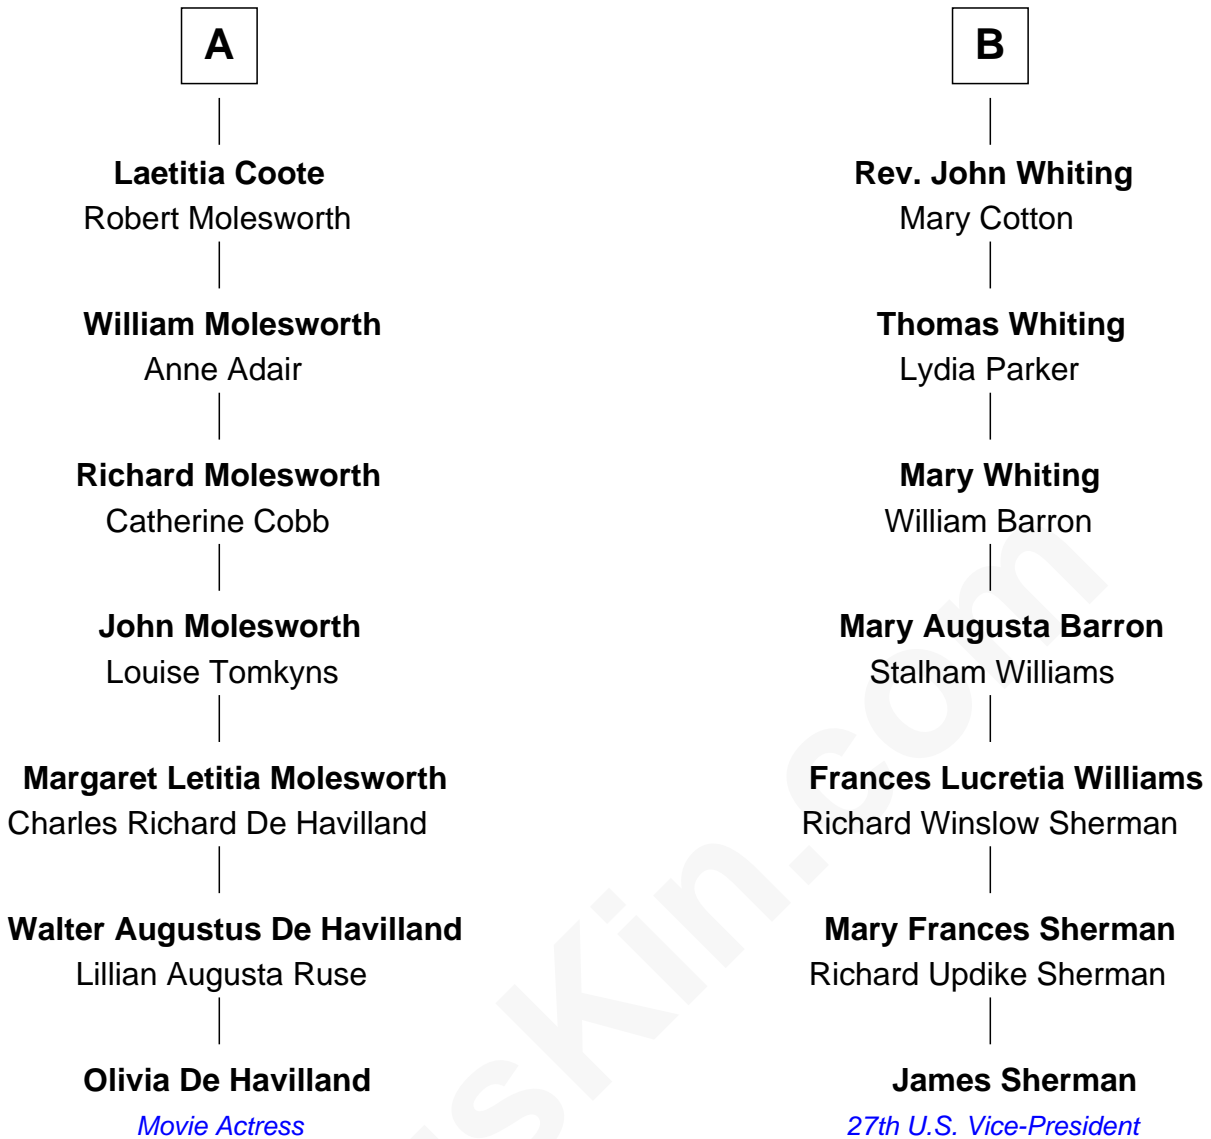 A
Laetitia Coote
Robert Molesworth
William Molesworth
Anne Adair
Richard Molesworth
Catherine Cobb
John Molesworth
Louise Tomkyns
Margaret Letitia Molesworth
Charles Richard De Havilland
Walter Augustus De Havilland
Lillian Augusta Ruse
Olivia De Havilland
Movie Actress
B
Rev. John Whiting
Mary Cotton
Thomas Whiting
Lydia Parker
Mary Whiting
William Barron
Mary Augusta Barron
Stalham Williams
Frances Lucretia Williams
Richard Winslow Sherman
Mary Frances Sherman
Richard Updike Sherman
James Sherman
27th U.S. Vice-President
usKin.com